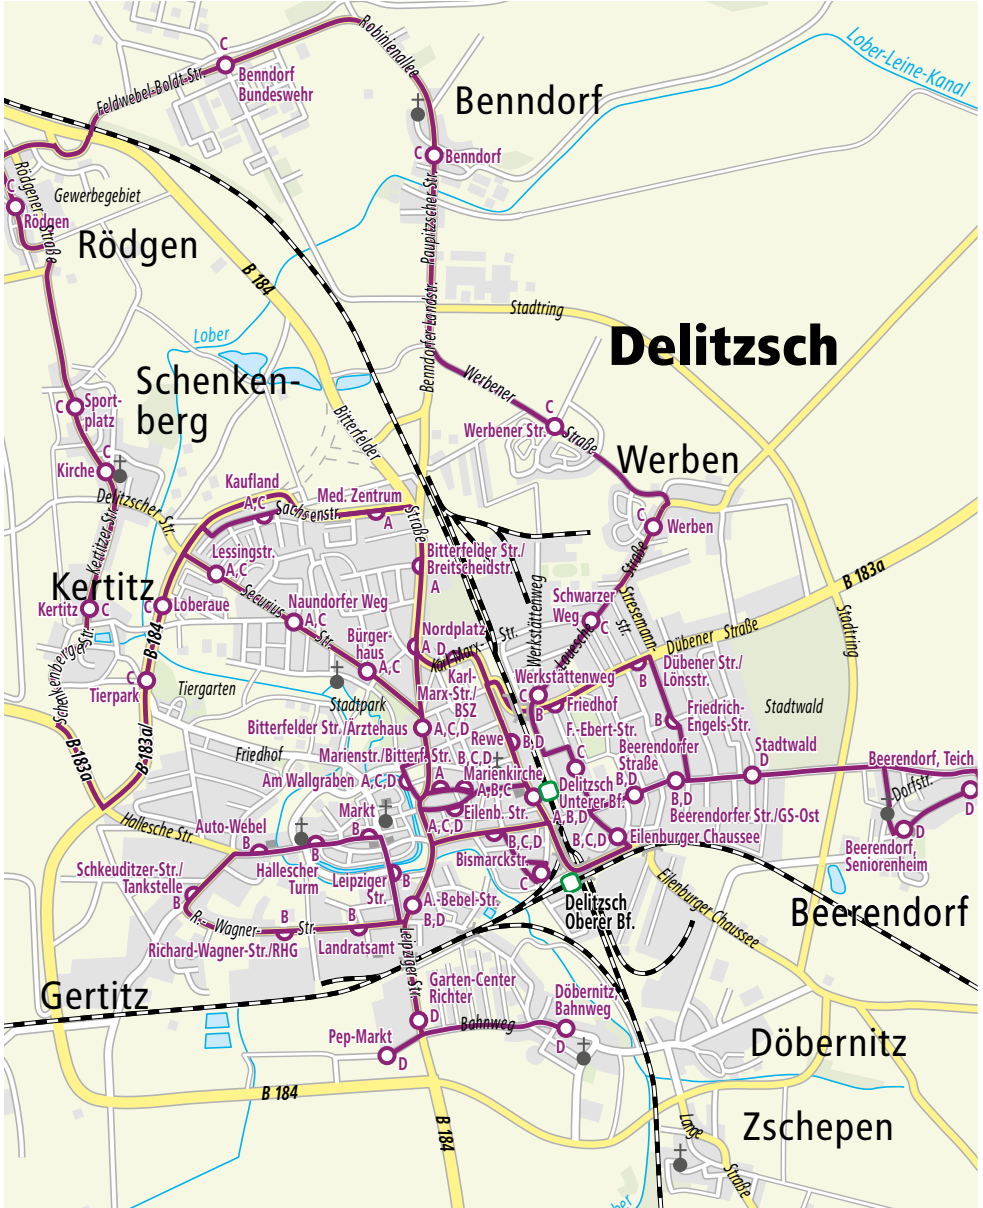 Lober-Leine-Kanal
Robinienallee
C
Benndorf
Bundeswehr
Feldwebel-Boldt-Str.
Benndorf
C
Benndorf
C
Rödgener
Straße
Gewerbegebiet
Rödgen
Rödgen
Paupitzscher Str.
B 184
Benndorfer Landstr.
Stadtring
Lober
Delitzsch
Schenken-
berg
C
Sport-
platz
Werbener
Straße
C
Werbener Str.
Bitterfelder
Straße
Werben
C
Kirche
Kaufland
A,C
Med. Zentrum
A
Sachsenstr.
Delitzscher Str.
C
Werben
Kertitzer Str.
Lessingstr.
A,C
Bitterfelder Str./
Breitscheidstr.
A
B 183a
Kertitz
Kertitz
C
C
Loberaue
Securius-
Str.
Naundorfer Weg
A,C
Werkstättenweg
Schwarzer
Weg
C
Straße
Stresemann-
str.
Lauesche
Dübener Straße
Stadtring
Bürger-
haus
A,C
Nordplatz
A
D
Karl-Marx-
Str.
Schenkenberger
Str.
B 184
C
Tierpark
Tiergarten
Stadtpark
Karl-
Marx-Str./
BSZ
B,C,D
Werkstättenweg
C
B
Friedhof
Dübener Str./
Lönsstr.
B
Friedrich-
Engels-Str.
B
Stadtwald
B 183a
B183a/
Bitterfelder Str./Ärztehaus
A,C,D
Rewe
B,D
F.-Ebert-Str.
C
Friedhof
Marienstr./Bitterf. Str.
Am Wallgraben
A,C,D
A
Marienkirche
A,B,C
Beerendorfer
Straße
B,D
Stadtwald
D
Beerendorf, Teich
D
Dorfstr.
Hallesche Str.
Auto-Webel
B
Markt
B
Eilenb. Str.
A,C,D
Delitzsch
Unterer Bf.
A,B,D
B,D
Beerendorfer Str./GS-Ost
B,C,D
Eilenburger Chaussee
B,C,D
D
Beerendorf,
Seniorenheim
Schkeuditzer-Str./
Tankstelle
B
B
Hallescher
Turm
Leipziger
Str.
B
Bismarckstr.
C
Eilenburger Chaussee
Beerendorf
R.-
Wagner-
Str.
B
B
A.-Bebel-Str.
B,D
Delitzsch
Oberer Bf.
Richard-Wagner-Str./RHG
Landratsamt
Leipziger Str.
Gertitz
Garten-Center
Richter
D
Döbernitz,
Bahnweg
D
Bahnweg
Pep-Markt
D
Döbernitz
B 184
B 184
Zschepen
Lange
Straße